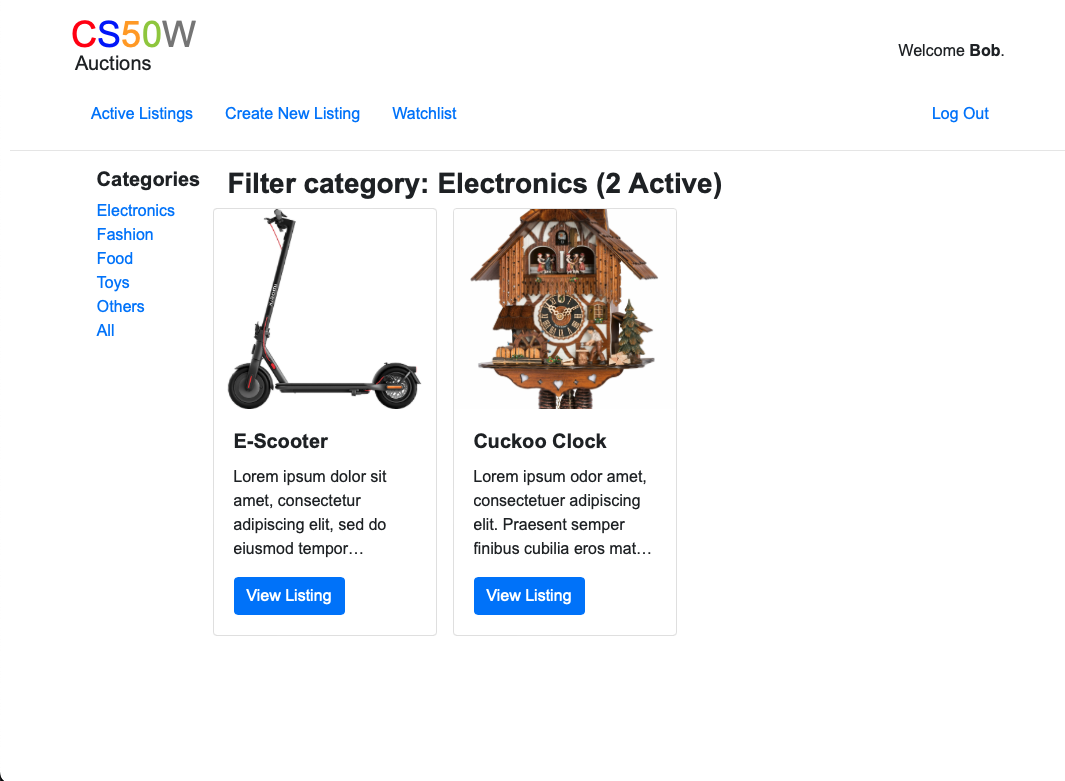 CS50W
Auctions
Welcome Bob.
Active Listings Create New Listing Watchlist Log Out
Categories
Electronics
Fashion
Food
Toys
Others
All
Filter category: Electronics (2 Active)
E-Scooter
Lorem ipsum dolor sit
amet, consectetur
adipiscing elit, sed do
eiusmod tempor…
View Listing
Cuckoo Clock
Lorem ipsum odor amet,
consectetuer adipiscing
elit. Praesent semper
finibus cubilia eros mat…
View Listing